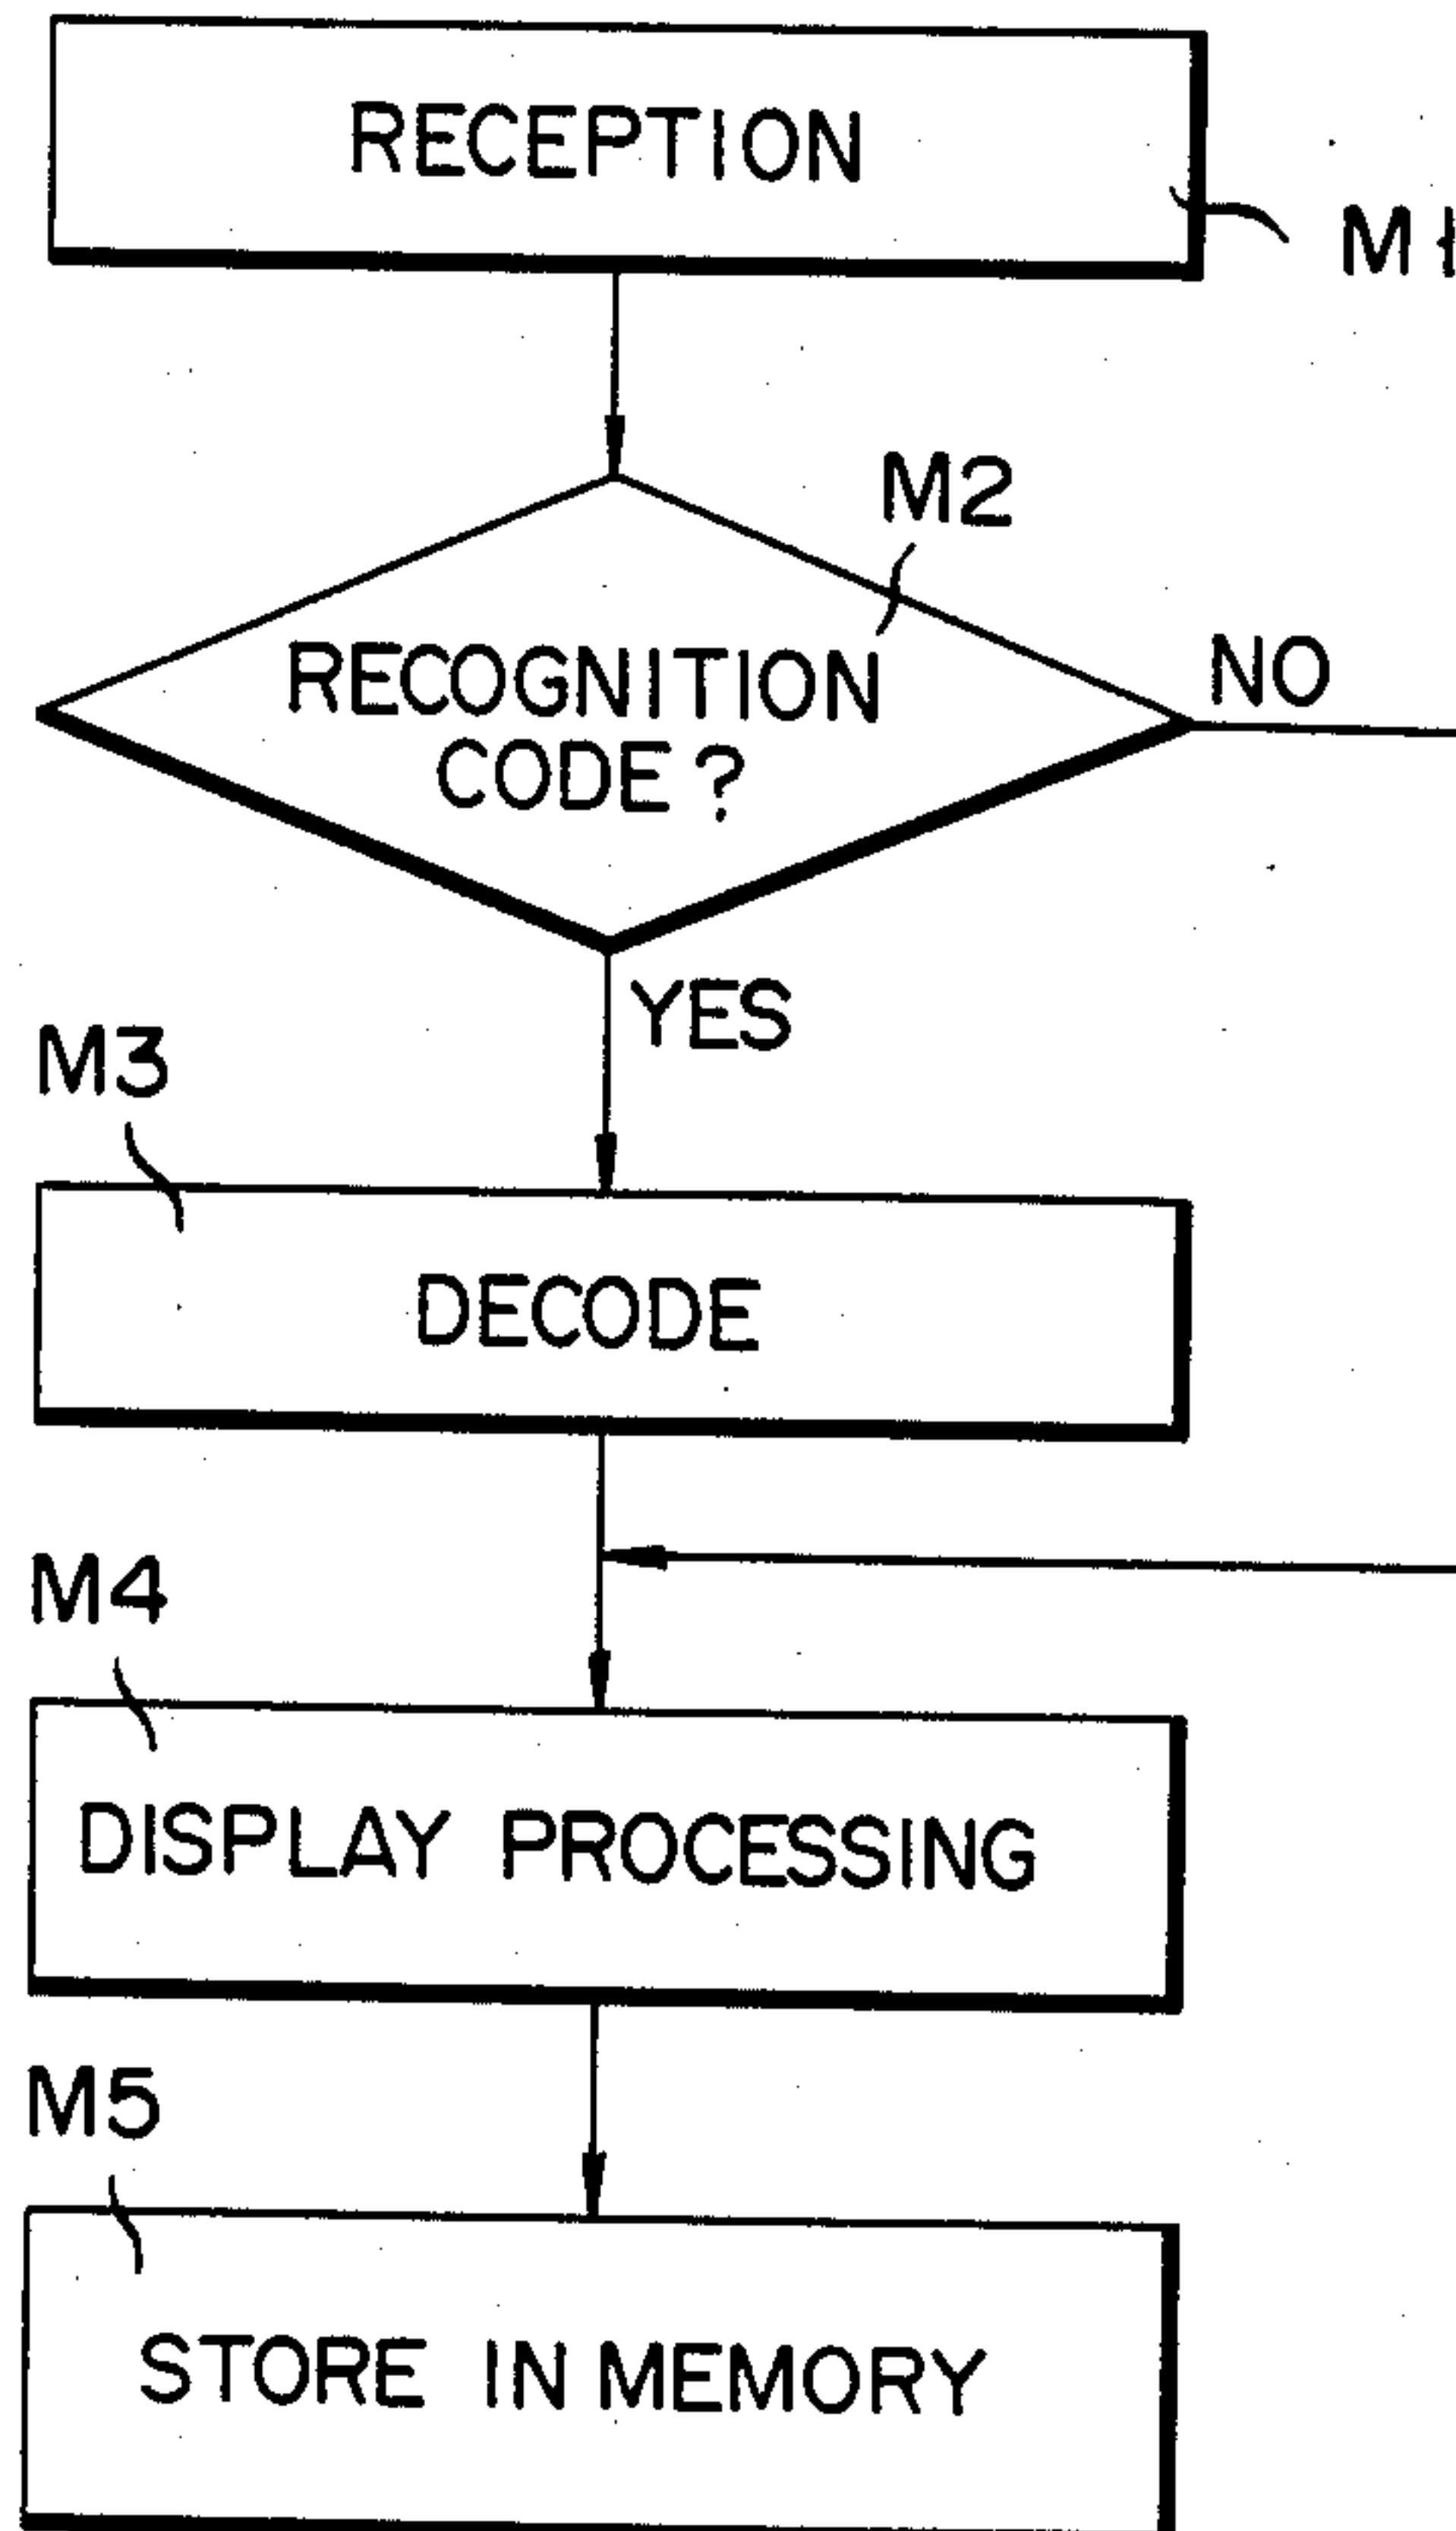 RECEPTION
M1
M2
RECOGNITION
CODE ?
NO
YES
M3
DECODE
M4
DISPLAY PROCESSING
M5
STORE IN MEMORY